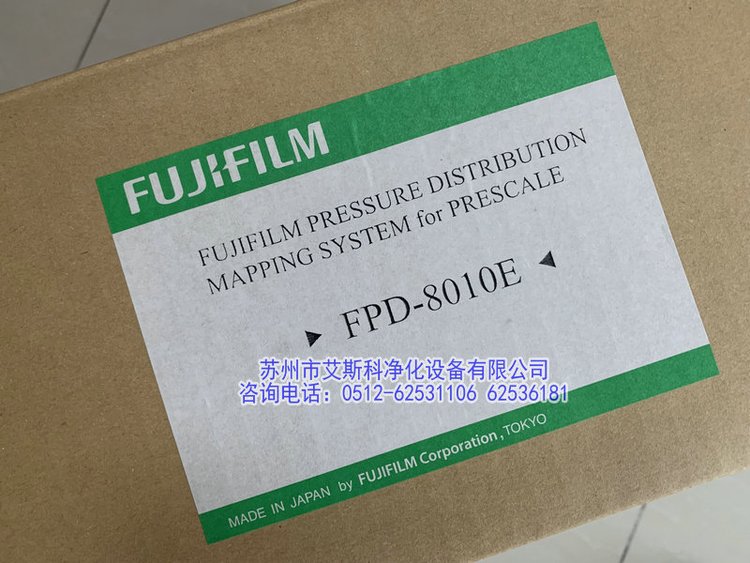 FUJIFILM
FUJIFILM PRESSURE DISTRIBUTION
MAPPING SYSTEM for PRESCALE
▶ FPD-8010E ◀
苏州市艾斯科净化设备有限公司
咨询电话：0512-62531106 62536181
MADE IN JAPAN by FUJIFILM Corporation, TOKYO